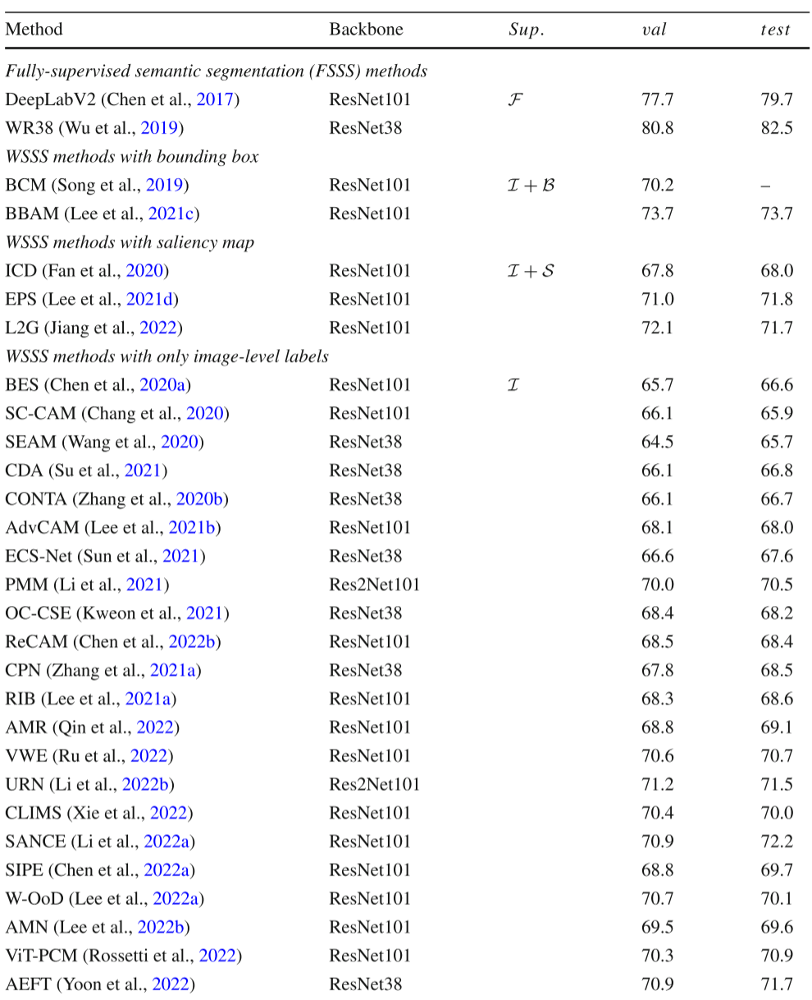 Method Backbone Sup. val test
Fully-supervised semantic segmentation (FSSS) methods
DeepLabV2 (Chen et al., 2017) ResNet101 ℱ 77.7 79.7
WR38 (Wu et al., 2019) ResNet38 80.8 82.5
WSSS methods with bounding box
BCM (Song et al., 2019) ResNet101 ℐ + ℬ 70.2 –
BBAM (Lee et al., 2021c) ResNet101 73.7 73.7
WSSS methods with saliency map
ICD (Fan et al., 2020) ResNet101 ℐ + 𝒮 67.8 68.0
EPS (Lee et al., 2021d) ResNet101 71.0 71.8
L2G (Jiang et al., 2022) ResNet101 72.1 71.7
WSSS methods with only image-level labels
BES (Chen et al., 2020a) ResNet101 ℐ 65.7 66.6
SC-CAM (Chang et al., 2020) ResNet101 66.1 65.9
SEAM (Wang et al., 2020) ResNet38 64.5 65.7
CDA (Su et al., 2021) ResNet38 66.1 66.8
CONTA (Zhang et al., 2020b) ResNet38 66.1 66.7
AdvCAM (Lee et al., 2021b) ResNet101 68.1 68.0
ECS-Net (Sun et al., 2021) ResNet38 66.6 67.6
PMM (Li et al., 2021) Res2Net101 70.0 70.5
OC-CSE (Kweon et al., 2021) ResNet38 68.4 68.2
ReCAM (Chen et al., 2022b) ResNet101 68.5 68.4
CPN (Zhang et al., 2021a) ResNet38 67.8 68.5
RIB (Lee et al., 2021a) ResNet101 68.3 68.6
AMR (Qin et al., 2022) ResNet101 68.8 69.1
VWE (Ru et al., 2022) ResNet101 70.6 70.7
URN (Li et al., 2022b) Res2Net101 71.2 71.5
CLIMS (Xie et al., 2022) ResNet101 70.4 70.0
SANCE (Li et al., 2022a) ResNet101 70.9 72.2
SIPE (Chen et al., 2022a) ResNet101 68.8 69.7
W-OoD (Lee et al., 2022a) ResNet101 70.7 70.1
AMN (Lee et al., 2022b) ResNet101 69.5 69.6
ViT-PCM (Rossetti et al., 2022) ResNet101 70.3 70.9
AEFT (Yoon et al., 2022) ResNet38 70.9 71.7